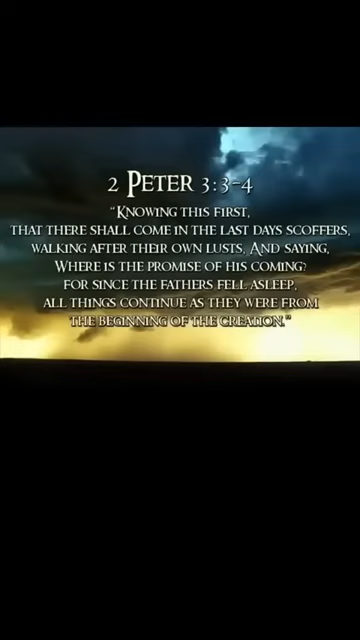 2 Peter 3:3-4
"Knowing this first,
that there shall come in the last days scoffers,
walking after their own lusts, And saying,
Where is the promise of his coming?
for since the fathers fell asleep,
all things continue as they were from
the beginning of the creation."